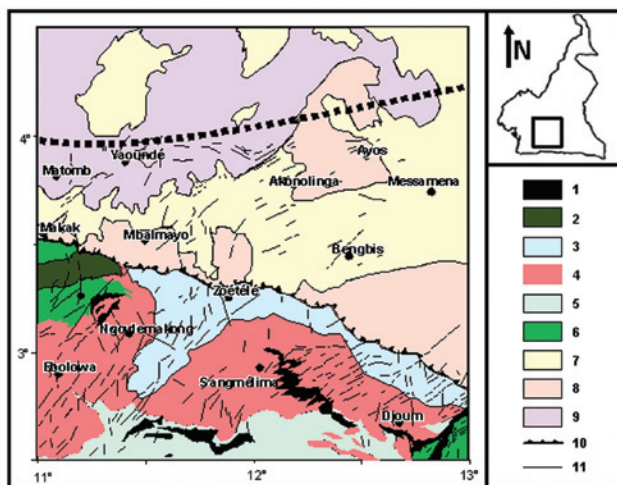 N
4°
Yaoundé
Matomb
Ayos
Akonolinga
Messamena
Makak
Mbalmayo
Bengbis
Zoétélé
Ngoulemakong
3°
Ebolowa
Sangmélima
Djoum
11°
12°
13°
1
2
3
4
5
6
7
8
9
10
11